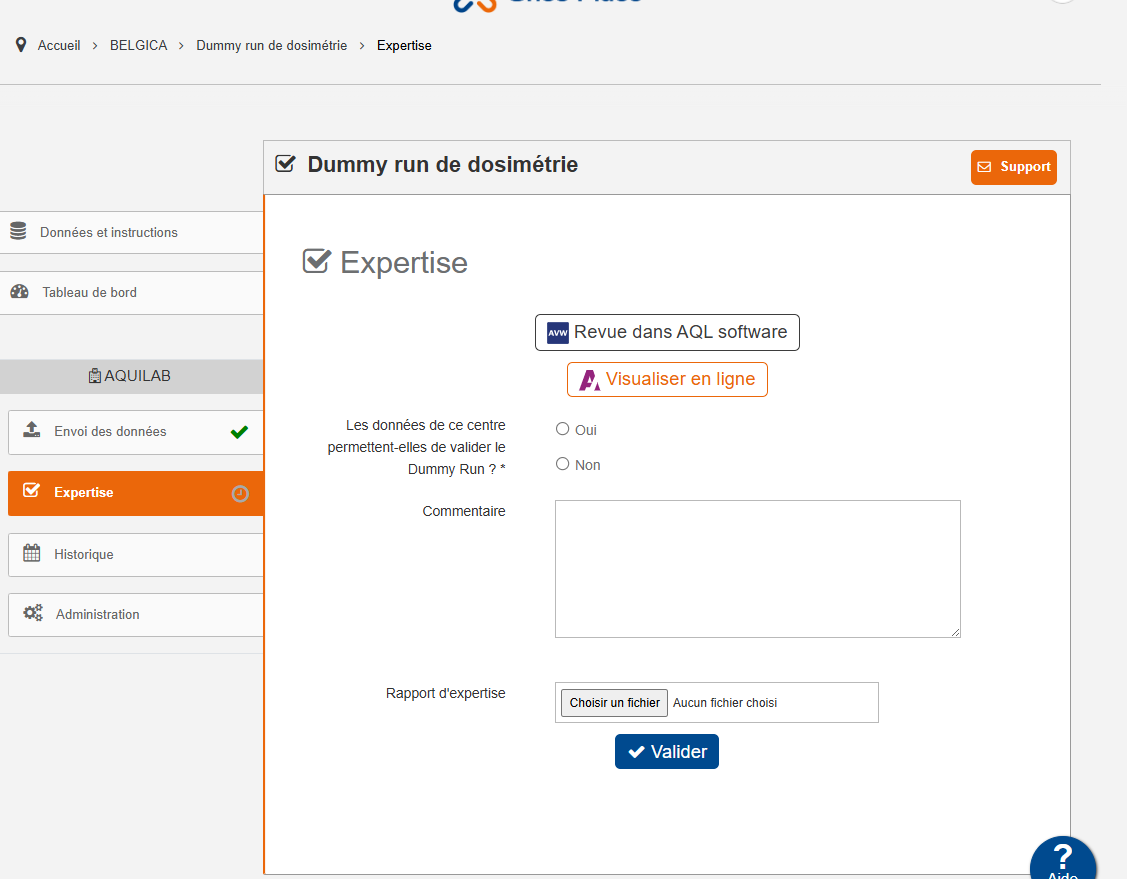 Accueil > BELGICA > Dummy run de dosimétrie > Expertise
Dummy run de dosimétrie
Support
Données et instructions
Tableau de bord
AQUILAB
Envoi des données
Expertise
Historique
Administration
Expertise
AVW Revue dans AQL software
Visualiser en ligne
Les données de ce centre
permettent-elles de valider le
Dummy Run ? *
Oui
Non
Commentaire
Rapport d'expertise
Choisir un fichier Aucun fichier choisi
Valider
?
Aide